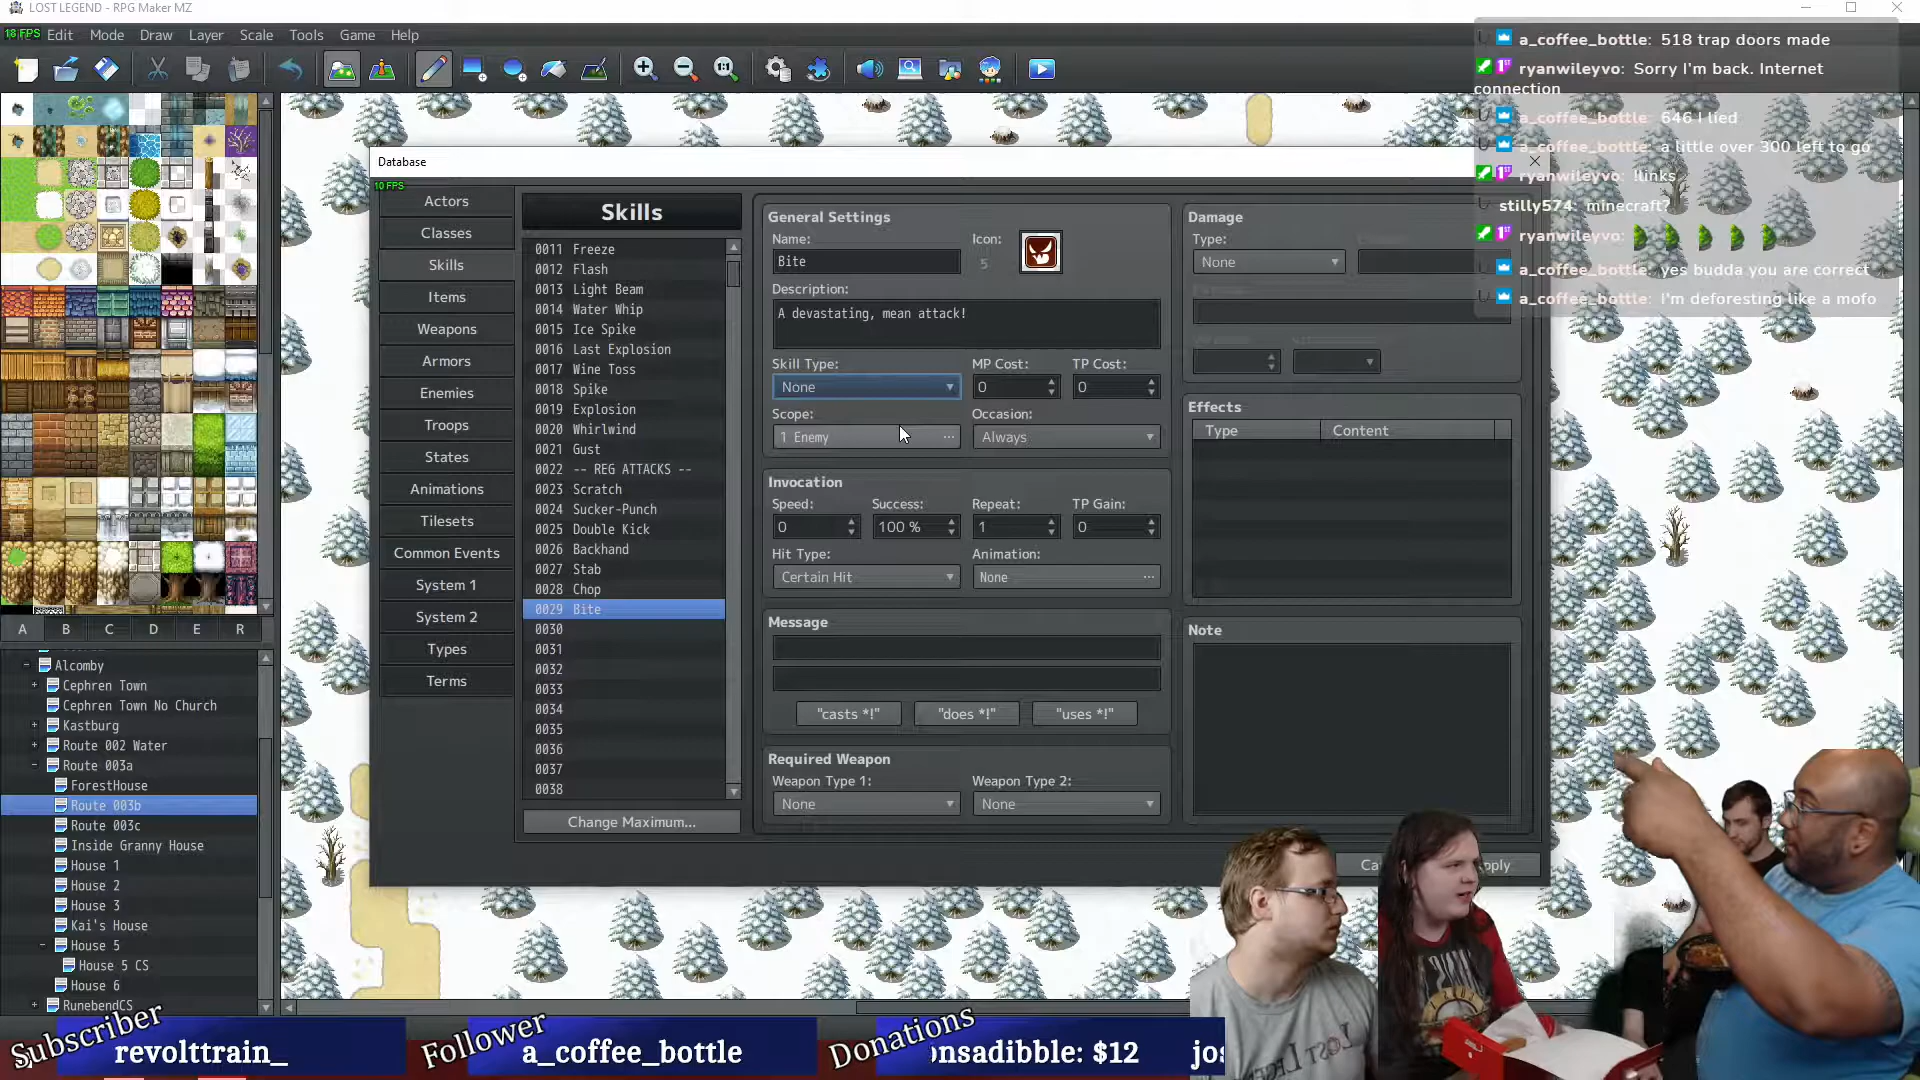 LOST LEGEND - RPG Maker MZ
18 FPS
Edit
Mode
Draw
Layer
Scale
Tools
Game
Help
1:1
a_coffee_bottle: 518 trap doors made
ryanwileyvo: Sorry I'm back. Internet
connection
a_coffee_bottle: 646 I lied
a_coffee_bottle: a little over 300 left to go
ryanwileyvo: !links
stilly574: minecraft?
ryanwileyvo:
a_coffee_bottle: yes budda you are correct
a_coffee_bottle: I'm deforesting like a mofo
Database
10 FPS
Actors
Classes
Skills
Items
Weapons
Armors
Enemies
Troops
States
Animations
Tilesets
Common Events
System 1
System 2
Types
Terms
Skills
0011 Freeze
0012 Flash
0013 Light Beam
0014 Water Whip
0015 Ice Spike
0016 Last Explosion
0017 Wine Toss
0018 Spike
0019 Explosion
0020 Whirlwind
0021 Gust
0022 -- REG ATTACKS --
0023 Scratch
0024 Sucker-Punch
0025 Double Kick
0026 Backhand
0027 Stab
0028 Chop
0029 Bite
0030
0031
0032
0033
0034
0035
0036
0037
0038
Change Maximum...
General Settings
Name:
Icon:
Bite
5
Description:
A devastating, mean attack!
Skill Type:
MP Cost:
TP Cost:
None
0
0
Scope:
Occasion:
1 Enemy
...
Always
Invocation
Speed:
Success:
Repeat:
TP Gain:
0
100 %
1
0
Hit Type:
Animation:
Certain Hit
None
...
Message
"casts *!"
"does *!"
"uses *!"
Required Weapon
Weapon Type 1:
Weapon Type 2:
None
None
Damage
Type:
None
Effects
Type
Content
Note
A
B
C
D
E
R
Alcomby
Cephren Town
Cephren Town No Church
Kastburg
Route 002 Water
Route 003a
ForestHouse
Route 003b
Route 003c
Inside Granny House
House 1
House 2
House 3
Kai's House
House 5
House 5 CS
House 6
RunebendCS
Subscriber
revolttrain_
Follower
a_coffee_bottle
Donations
onsadibble: $12
jos